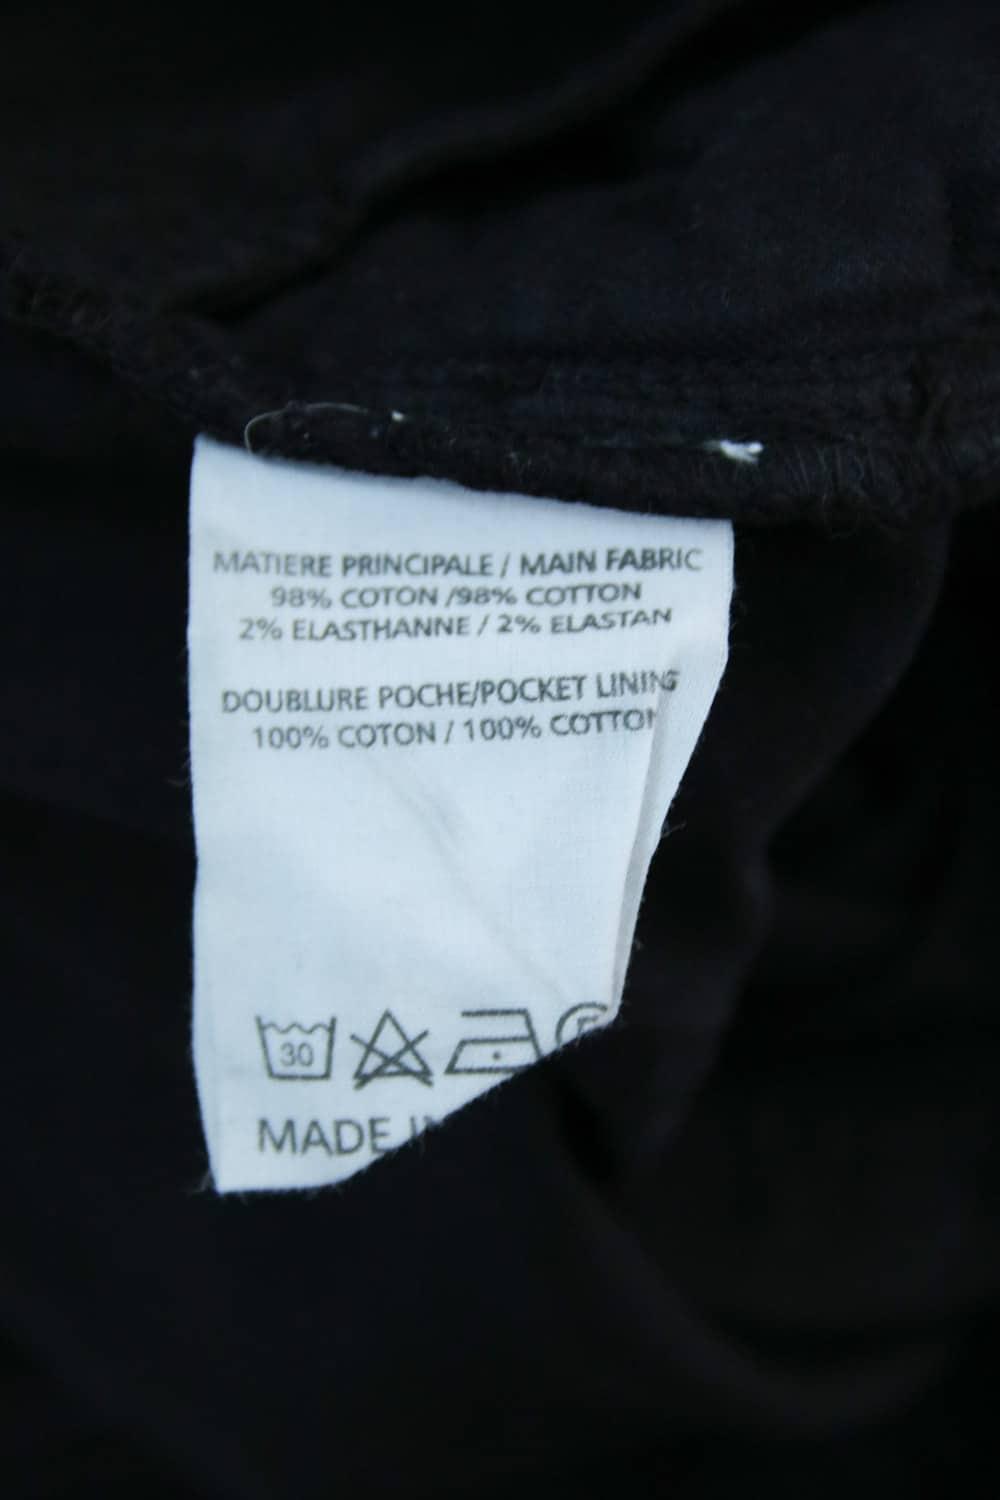 MATIERE PRINCIPALE / MAIN FABRIC
98% COTON /98% COTTON
2% ELASTHANNE / 2% ELASTAN
DOUBLURE POCHE/POCKET LINING
100% COTON / 100% COTTON
30
MADE